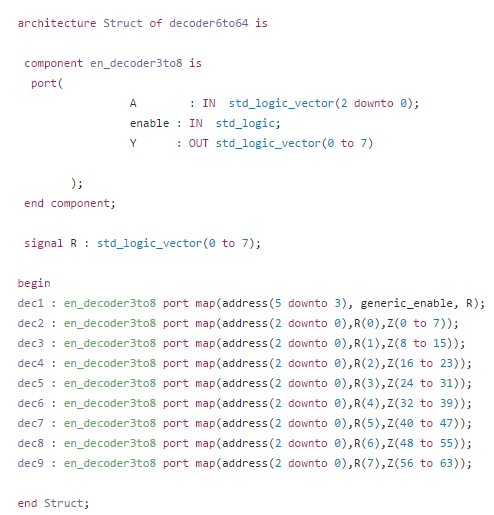 architecture Struct of decoder6to64 is
component en_decoder3to8 is
port(
A : IN std_logic_vector(2 downto 0);
enable : IN std_logic;
Y : OUT std_logic_vector(0 to 7)
);
end component;
signal R : std_logic_vector(0 to 7);
begin
dec1 : en_decoder3to8 port map(address(5 downto 3), generic_enable, R);
dec2 : en_decoder3to8 port map(address(2 downto 0),R(0),Z(0 to 7));
dec3 : en_decoder3to8 port map(address(2 downto 0),R(1),Z(8 to 15));
dec4 : en_decoder3to8 port map(address(2 downto 0),R(2),Z(16 to 23));
dec5 : en_decoder3to8 port map(address(2 downto 0),R(3),Z(24 to 31));
dec6 : en_decoder3to8 port map(address(2 downto 0),R(4),Z(32 to 39));
dec7 : en_decoder3to8 port map(address(2 downto 0),R(5),Z(40 to 47));
dec8 : en_decoder3to8 port map(address(2 downto 0),R(6),Z(48 to 55));
dec9 : en_decoder3to8 port map(address(2 downto 0),R(7),Z(56 to 63));
end Struct;